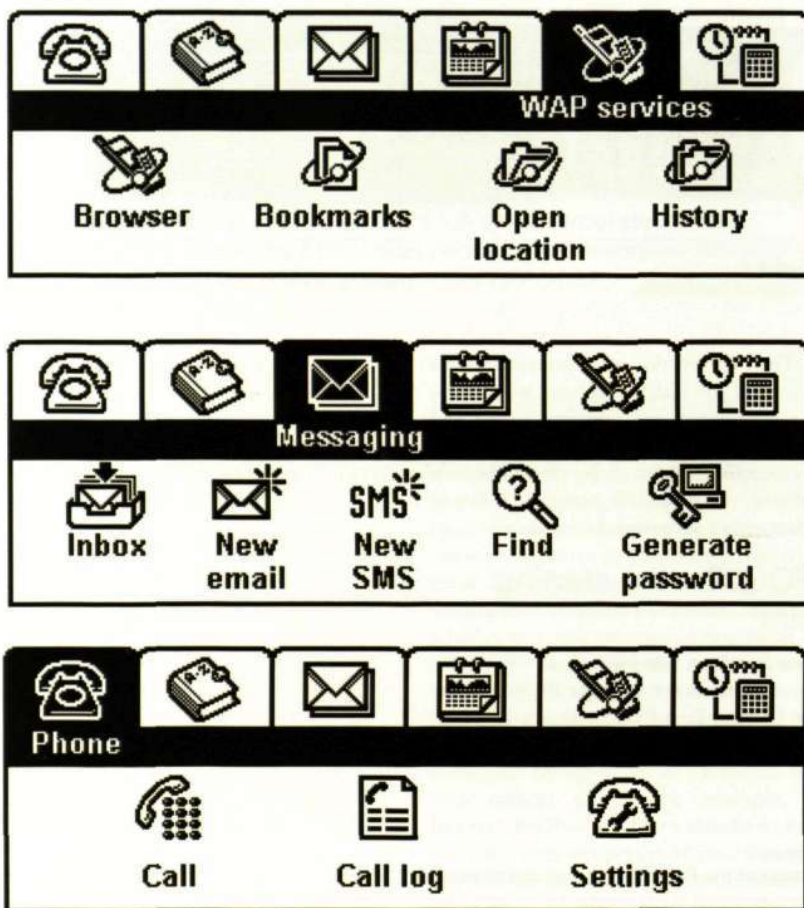 WAP services
Browser Bookmarks Open History
location
Messaging
Inbox New SMS New Find Generate
email SMS password
Phone
Call Call log Settings